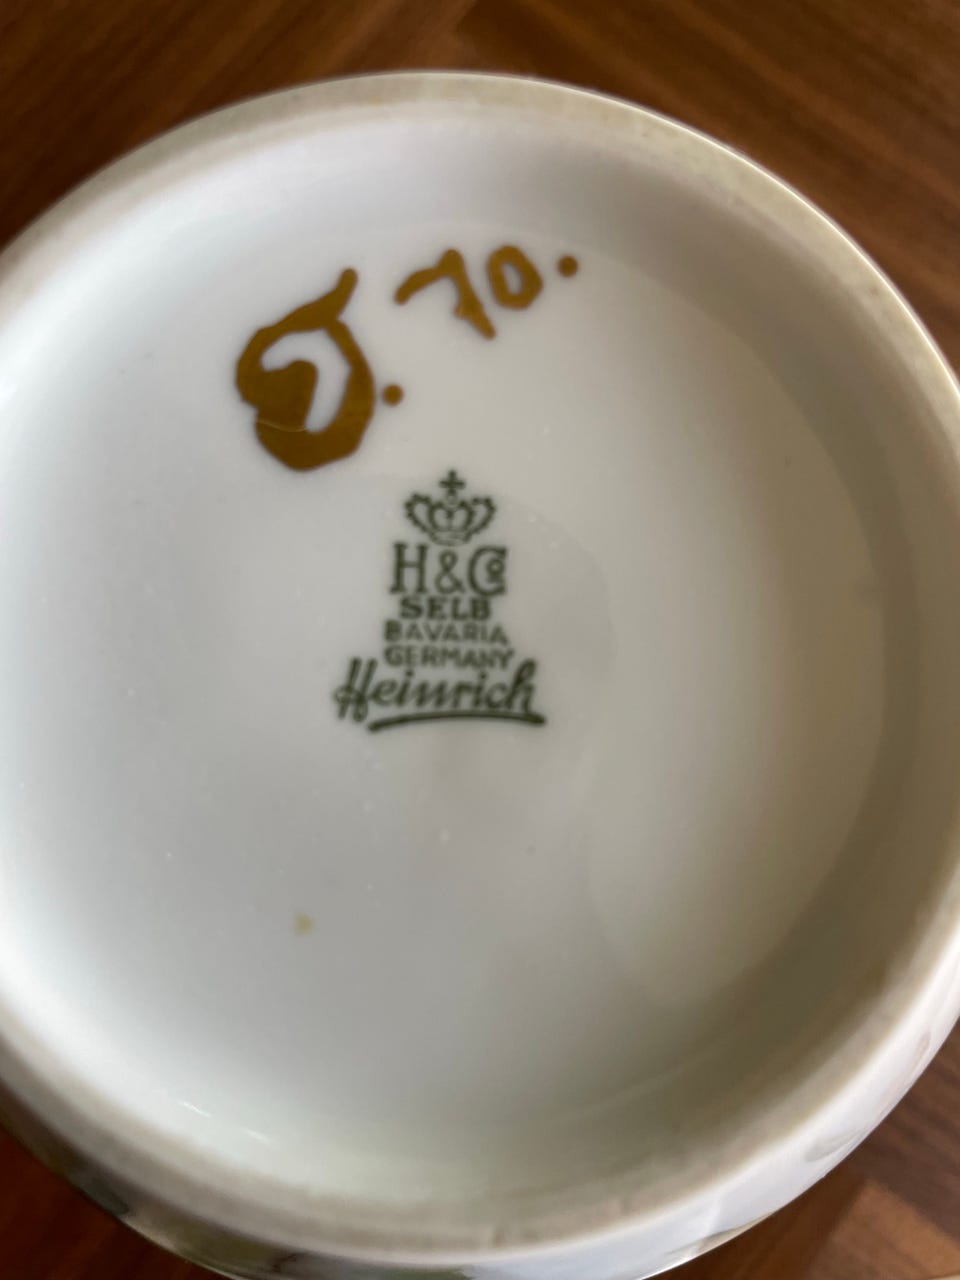 70.
H&Co
SELB
BAVARIA
GERMANY
Heinrich